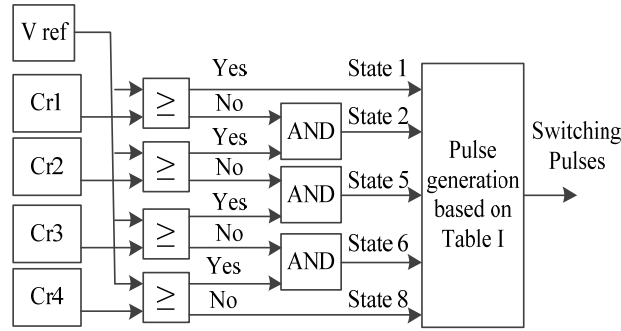 V ref
Cr1
Cr2
Cr3
Cr4
≥
≥
≥
≥
Yes
No
Yes
No
Yes
No
Yes
No
AND
AND
AND
State 1
State 2
State 5
State 6
State 8
Pulse
generation
based on
Table I
Switching
Pulses